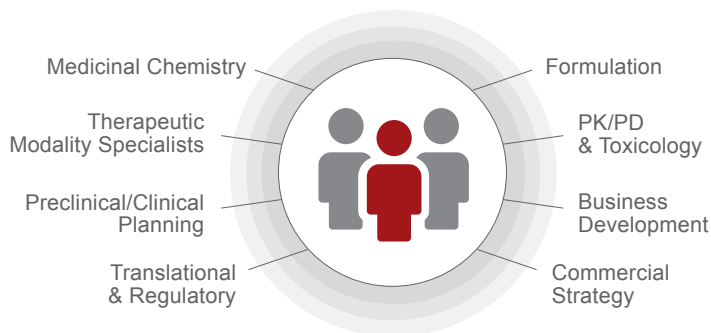 Medicinal Chemistry
Therapeutic
Modality Specialists
Preclinical/Clinical
Planning
Translational
& Regulatory
Formulation
PK/PD
& Toxicology
Business
Development
Commercial
Strategy